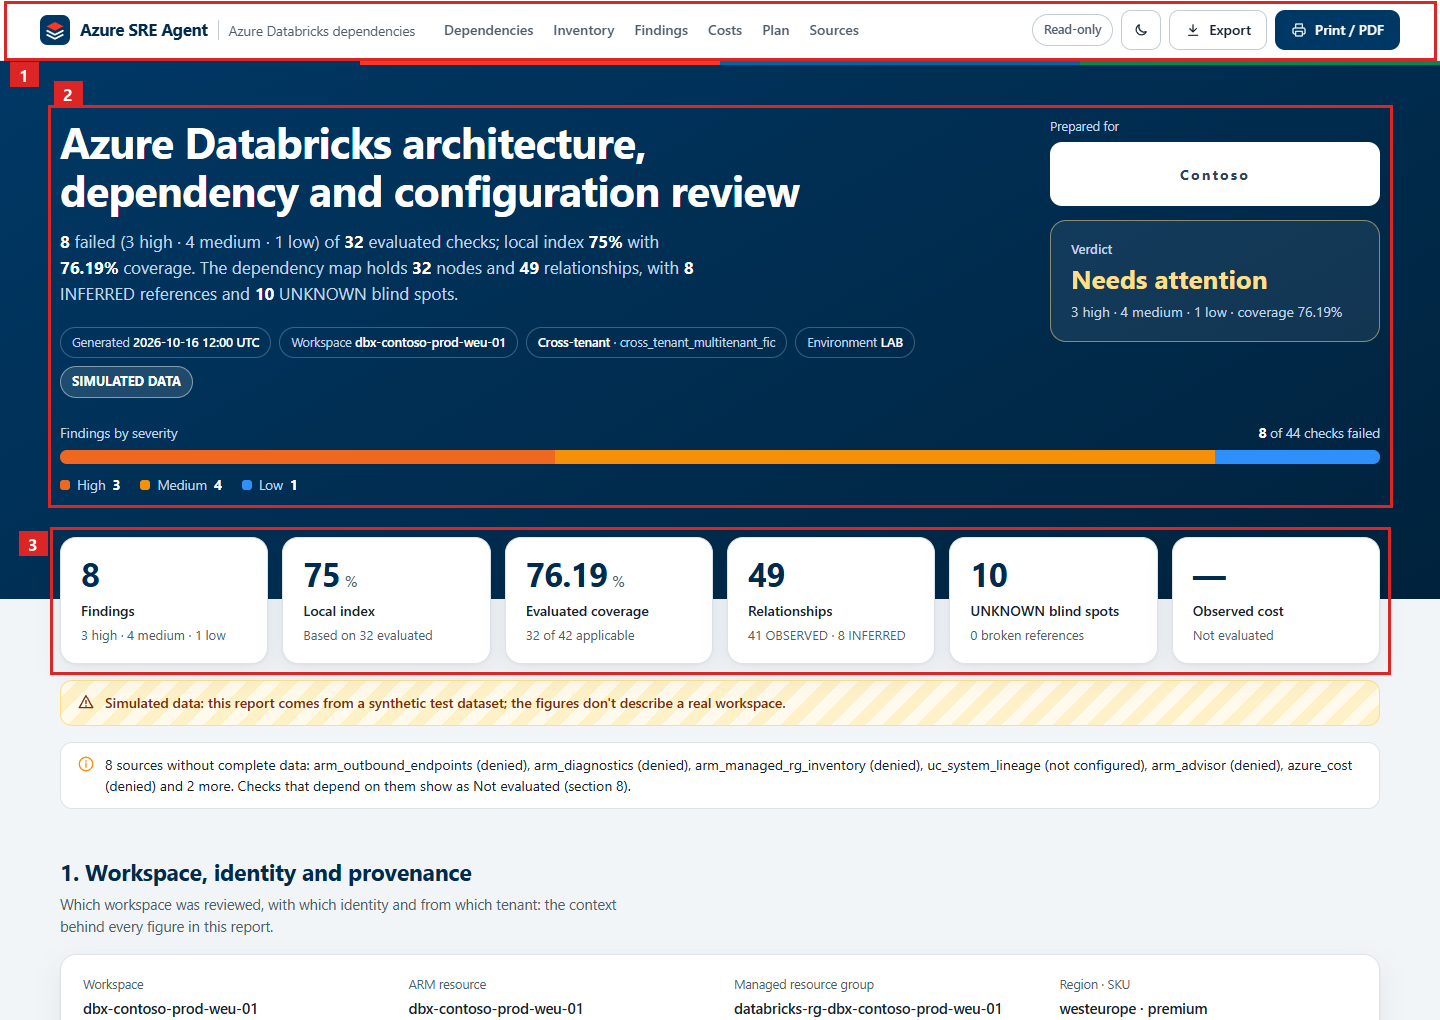 Azure SRE Agent
Azure Databricks dependencies
Dependencies
Inventory
Findings
Costs
Plan
Sources
Read-only
Export
Print / PDF
1
2
Azure Databricks architecture,
dependency and configuration review
8 failed (3 high · 4 medium · 1 low) of 32 evaluated checks; local index 75% with
76.19% coverage. The dependency map holds 32 nodes and 49 relationships, with 8
INFERRED references and 10 UNKNOWN blind spots.
Generated 2026-10-16 12:00 UTC
Workspace dbx-contoso-prod-weu-01
Cross-tenant · cross_tenant_multitenant_fic
Environment LAB
SIMULATED DATA
Prepared for
Contoso
Verdict
Needs attention
3 high · 4 medium · 1 low · coverage 76.19%
Findings by severity
8 of 44 checks failed
High 3
Medium 4
Low 1
3
8
Findings
3 high · 4 medium · 1 low
75 %
Local index
Based on 32 evaluated
76.19 %
Evaluated coverage
32 of 42 applicable
49
Relationships
41 OBSERVED · 8 INFERRED
10
UNKNOWN blind spots
0 broken references
—
Observed cost
Not evaluated
Simulated data: this report comes from a synthetic test dataset; the figures don't describe a real workspace.
8 sources without complete data: arm_outbound_endpoints (denied), arm_diagnostics (denied), arm_managed_rg_inventory (denied), uc_system_lineage (not configured), arm_advisor (denied), azure_cost
(denied) and 2 more. Checks that depend on them show as Not evaluated (section 8).
1. Workspace, identity and provenance
Which workspace was reviewed, with which identity and from which tenant: the context
behind every figure in this report.
Workspace
dbx-contoso-prod-weu-01
ARM resource
dbx-contoso-prod-weu-01
Managed resource group
databricks-rg-dbx-contoso-prod-weu-01
Region · SKU
westeurope · premium